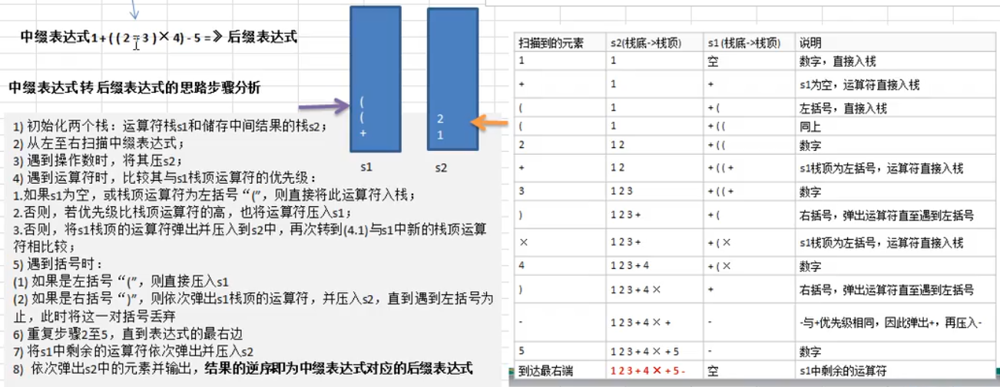 中缀表达式1+((2+3)×4)-5=》后缀表达式
中缀表达式 转 后缀表达式的思路步骤分析
1) 初始化两个栈：运算符栈s1和储存中间结果的栈s2；
2) 从左至右扫描中缀表达式；
3) 遇到操作数时，将其压s2；
4) 遇到运算符时，比较其与s1栈顶运算符的优先级：
1.如果s1为空，或栈顶运算符为左括号“(”，则直接将此运算符入栈；
2.否则，若优先级比栈顶运算符的高，也将运算符压入s1；
3.否则，将s1栈顶的运算符弹出并压入到s2中，再次转到(4.1)与s1中新的栈顶运算
符相比较；
5) 遇到括号时：
(1) 如果是左括号“(”，则直接压入s1
(2) 如果是右括号“)”，则依次弹出s1栈顶的运算符，并压入s2，直到遇到左括号为
止，此时将这一对括号丢弃
6) 重复步骤2至5，直到表达式的最右边
7) 将s1中剩余的运算符依次弹出并压入s2
8) 依次弹出s2中的元素并输出，结果的逆序即为中缀表达式对应的后缀表达式
(
(
+
s1
2
1
s2
扫描到的元素 s2(栈底->栈顶) s1 (栈底->栈顶) 说明
1 1 空 数字，直接入栈
+ 1 + s1为空，运算符直接入栈
( 1 + ( 左括号，直接入栈
( 1 + ( ( 同上
2 1 2 + ( ( 数字
+ 1 2 + ( ( + s1栈顶为左括号，运算符直接入栈
3 1 2 3 + ( ( + 数字
) 1 2 3 + + ( 右括号，弹出运算符直至遇到左括号
× 1 2 3 + + ( × s1栈顶为左括号，运算符直接入栈
4 1 2 3 + 4 + ( × 数字
) 1 2 3 + 4 × + 右括号，弹出运算符直至遇到左括号
- 1 2 3 + 4 × + - -与+优先级相同，因此弹出+，再压入-
5 1 2 3 + 4 × + 5 - 数字
到达最右端 1 2 3 + 4 × + 5 - 空 s1中剩余的运算符